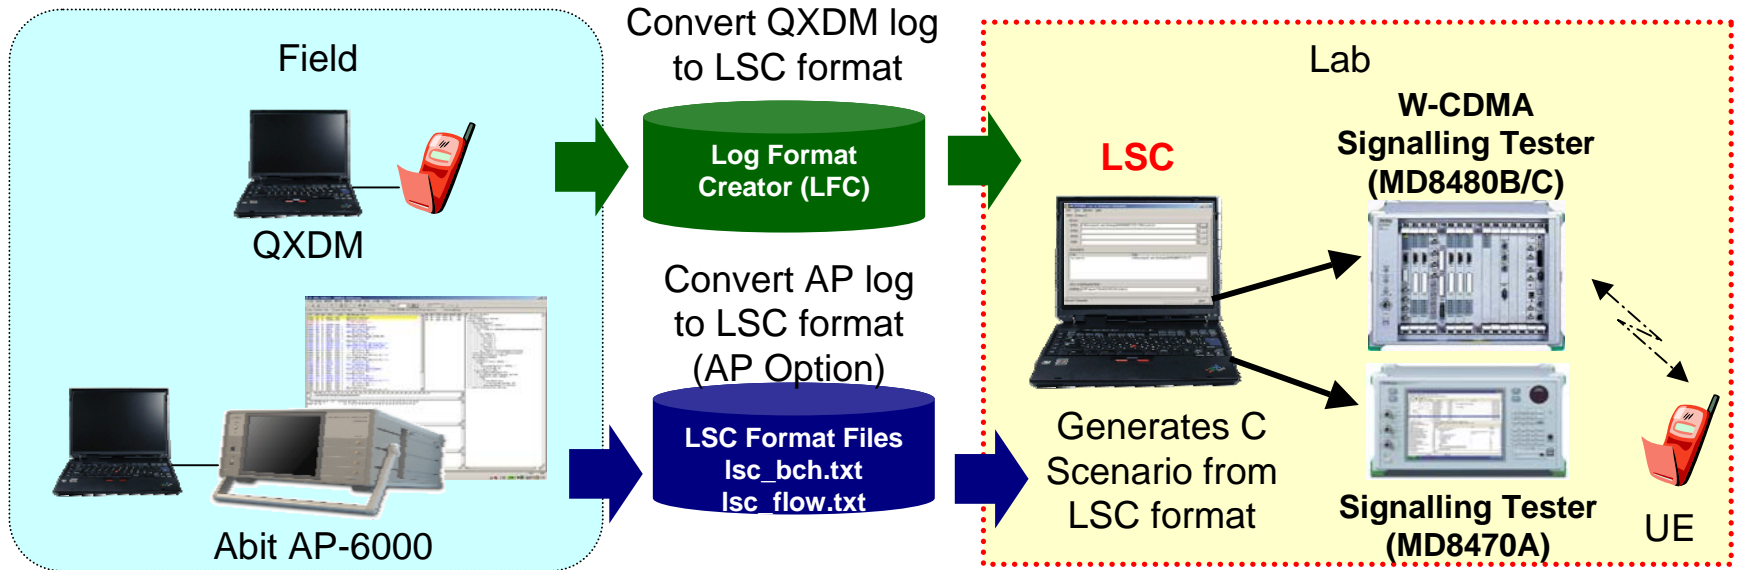 Field
QXDM
Abit AP-6000
Convert QXDM log
to LSC format
Log Format
Creator (LFC)
Convert AP log
to LSC format
(AP Option)
LSC Format Files
lsc_bch.txt
lsc_flow.txt
Lab
LSC
Generates C
Scenario from
LSC format
W-CDMA
Signalling Tester
(MD8480B/C)
Signalling Tester
(MD8470A)
UE